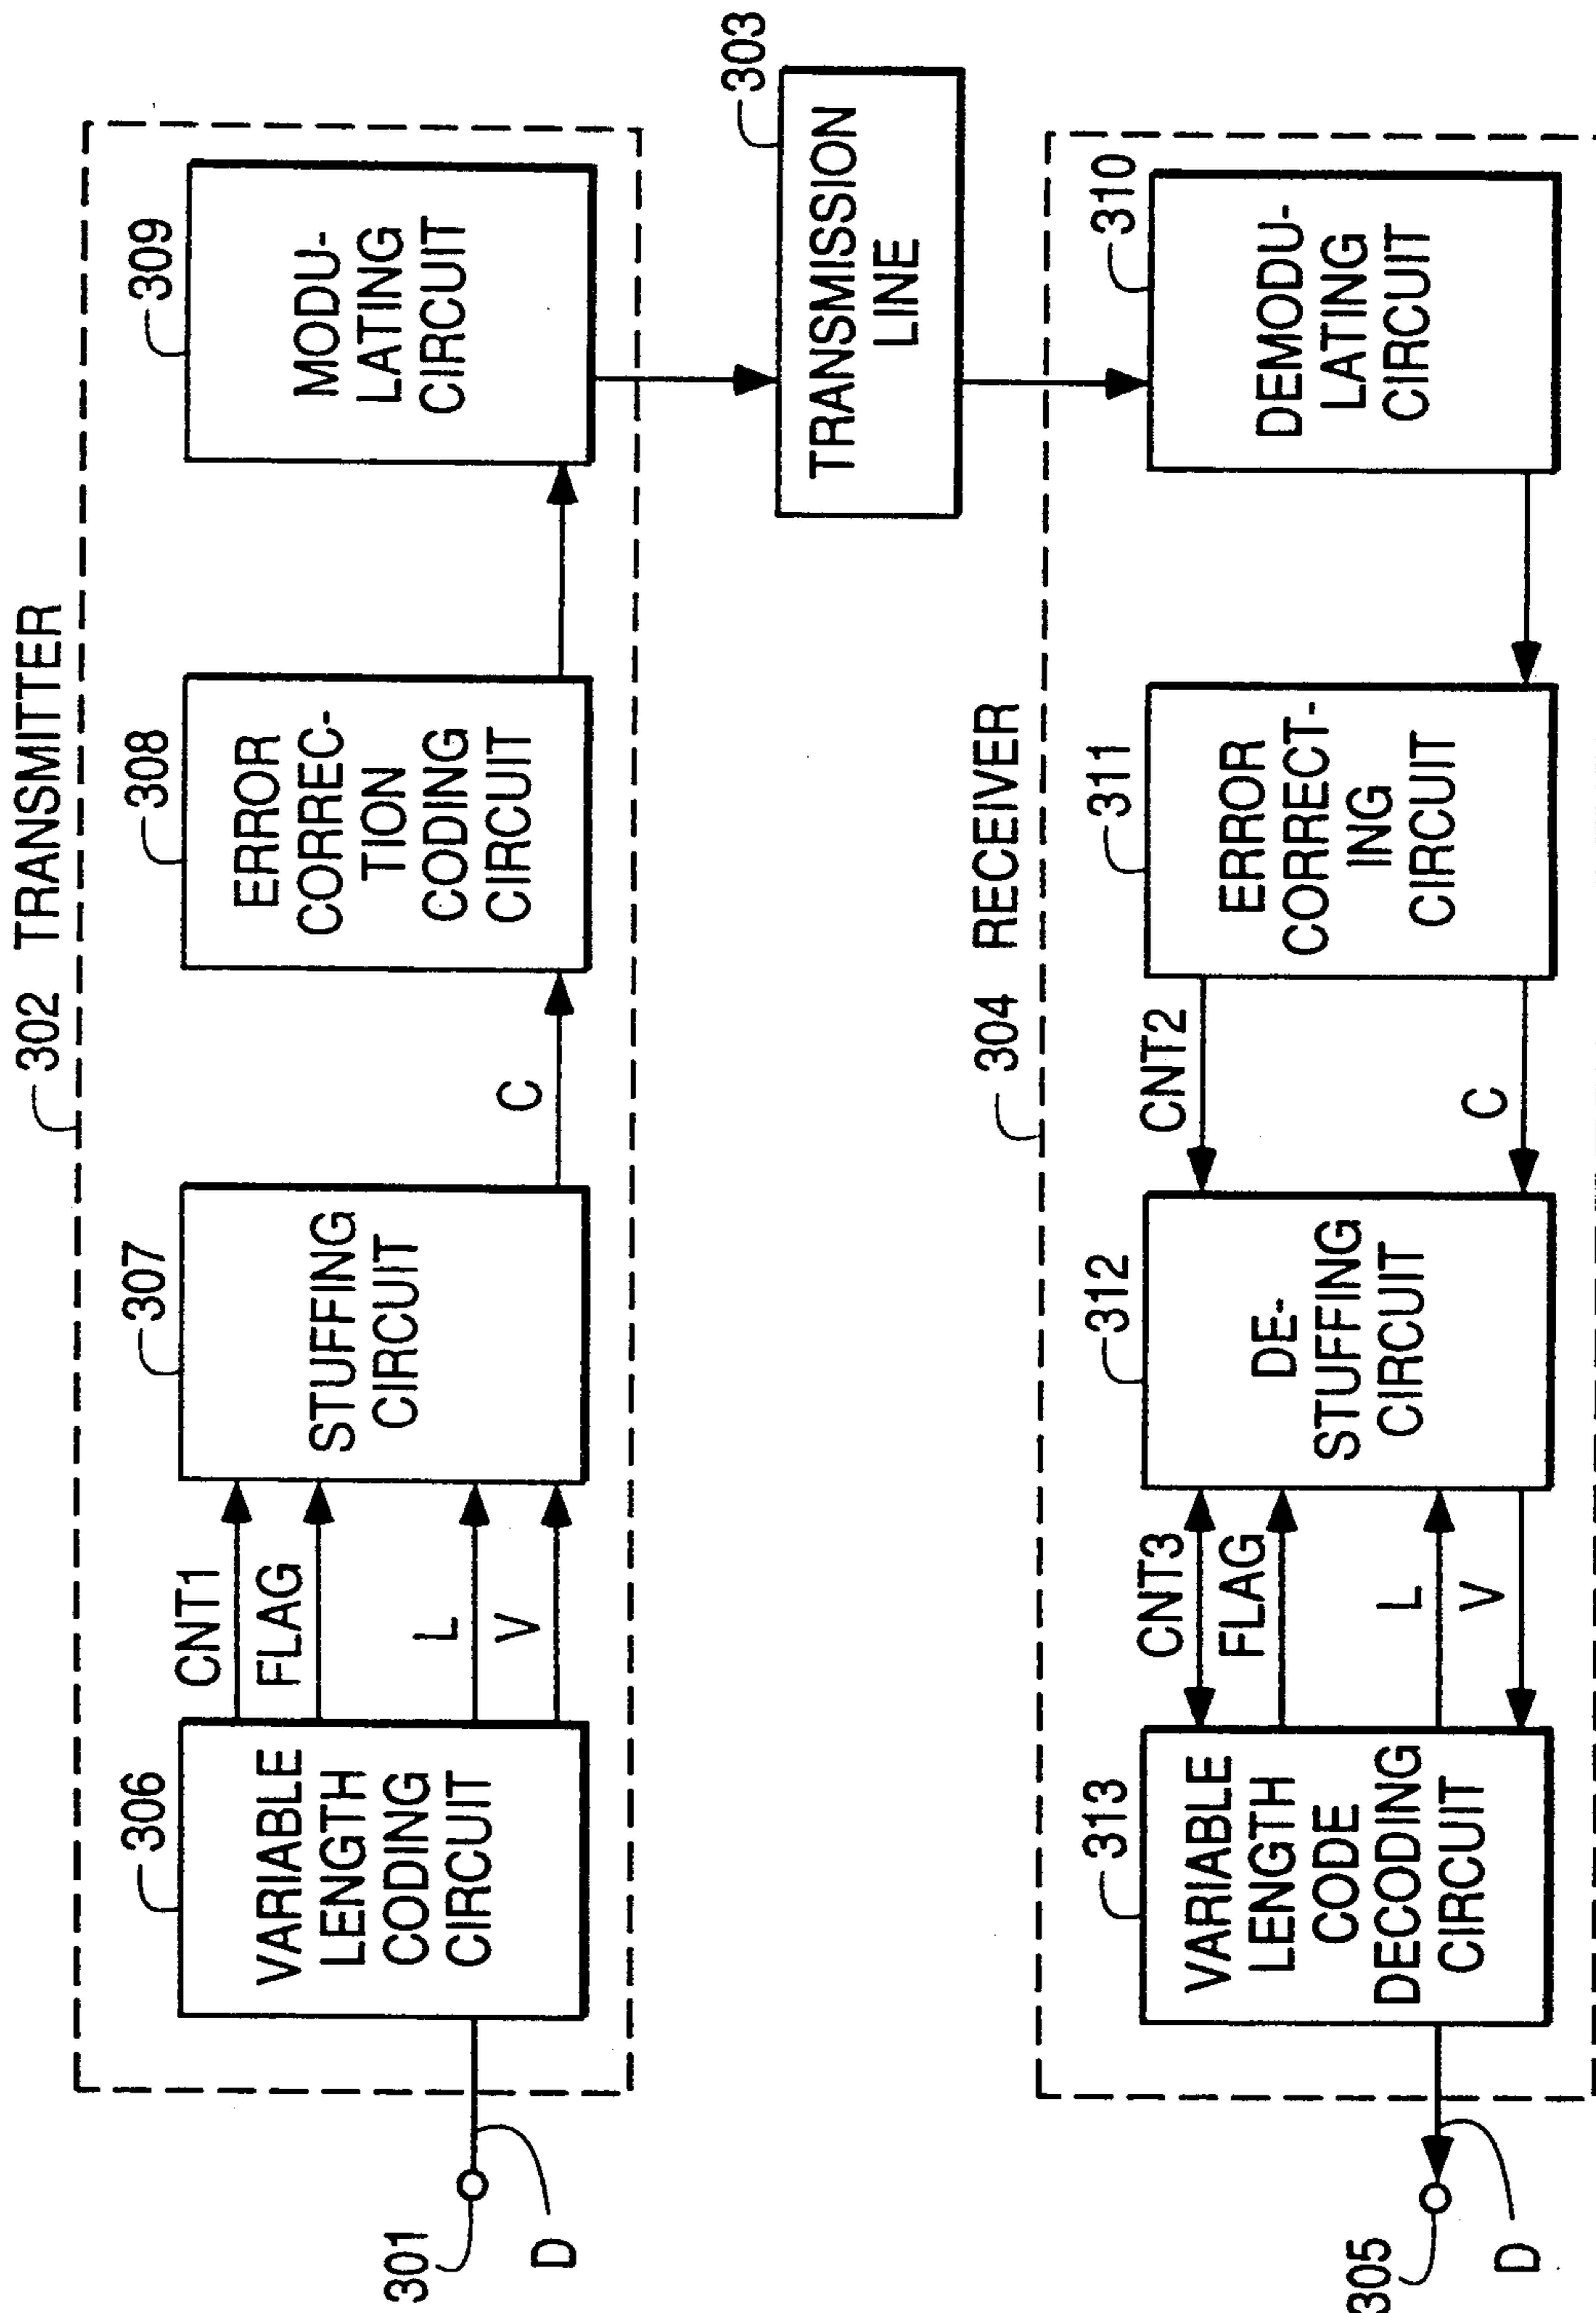 302 TRANSMITTER
306
VARIABLE
LENGTH
CODING
CIRCUIT
CNT1
FLAG
L
V
307
STUFFING
CIRCUIT
C
308
ERROR
CORREC-
TION
CODING
CIRCUIT
309
MODU-
LATING
CIRCUIT
301
D
303
TRANSMISSION
LINE
304 RECEIVER
313
VARIABLE
LENGTH
CODE
DECODING
CIRCUIT
CNT3
FLAG
L
V
312
DE-
STUFFING
CIRCUIT
CNT2
C
311
ERROR
CORRECT-
ING
CIRCUIT
310
DEMODU-
LATING
CIRCUIT
305
D